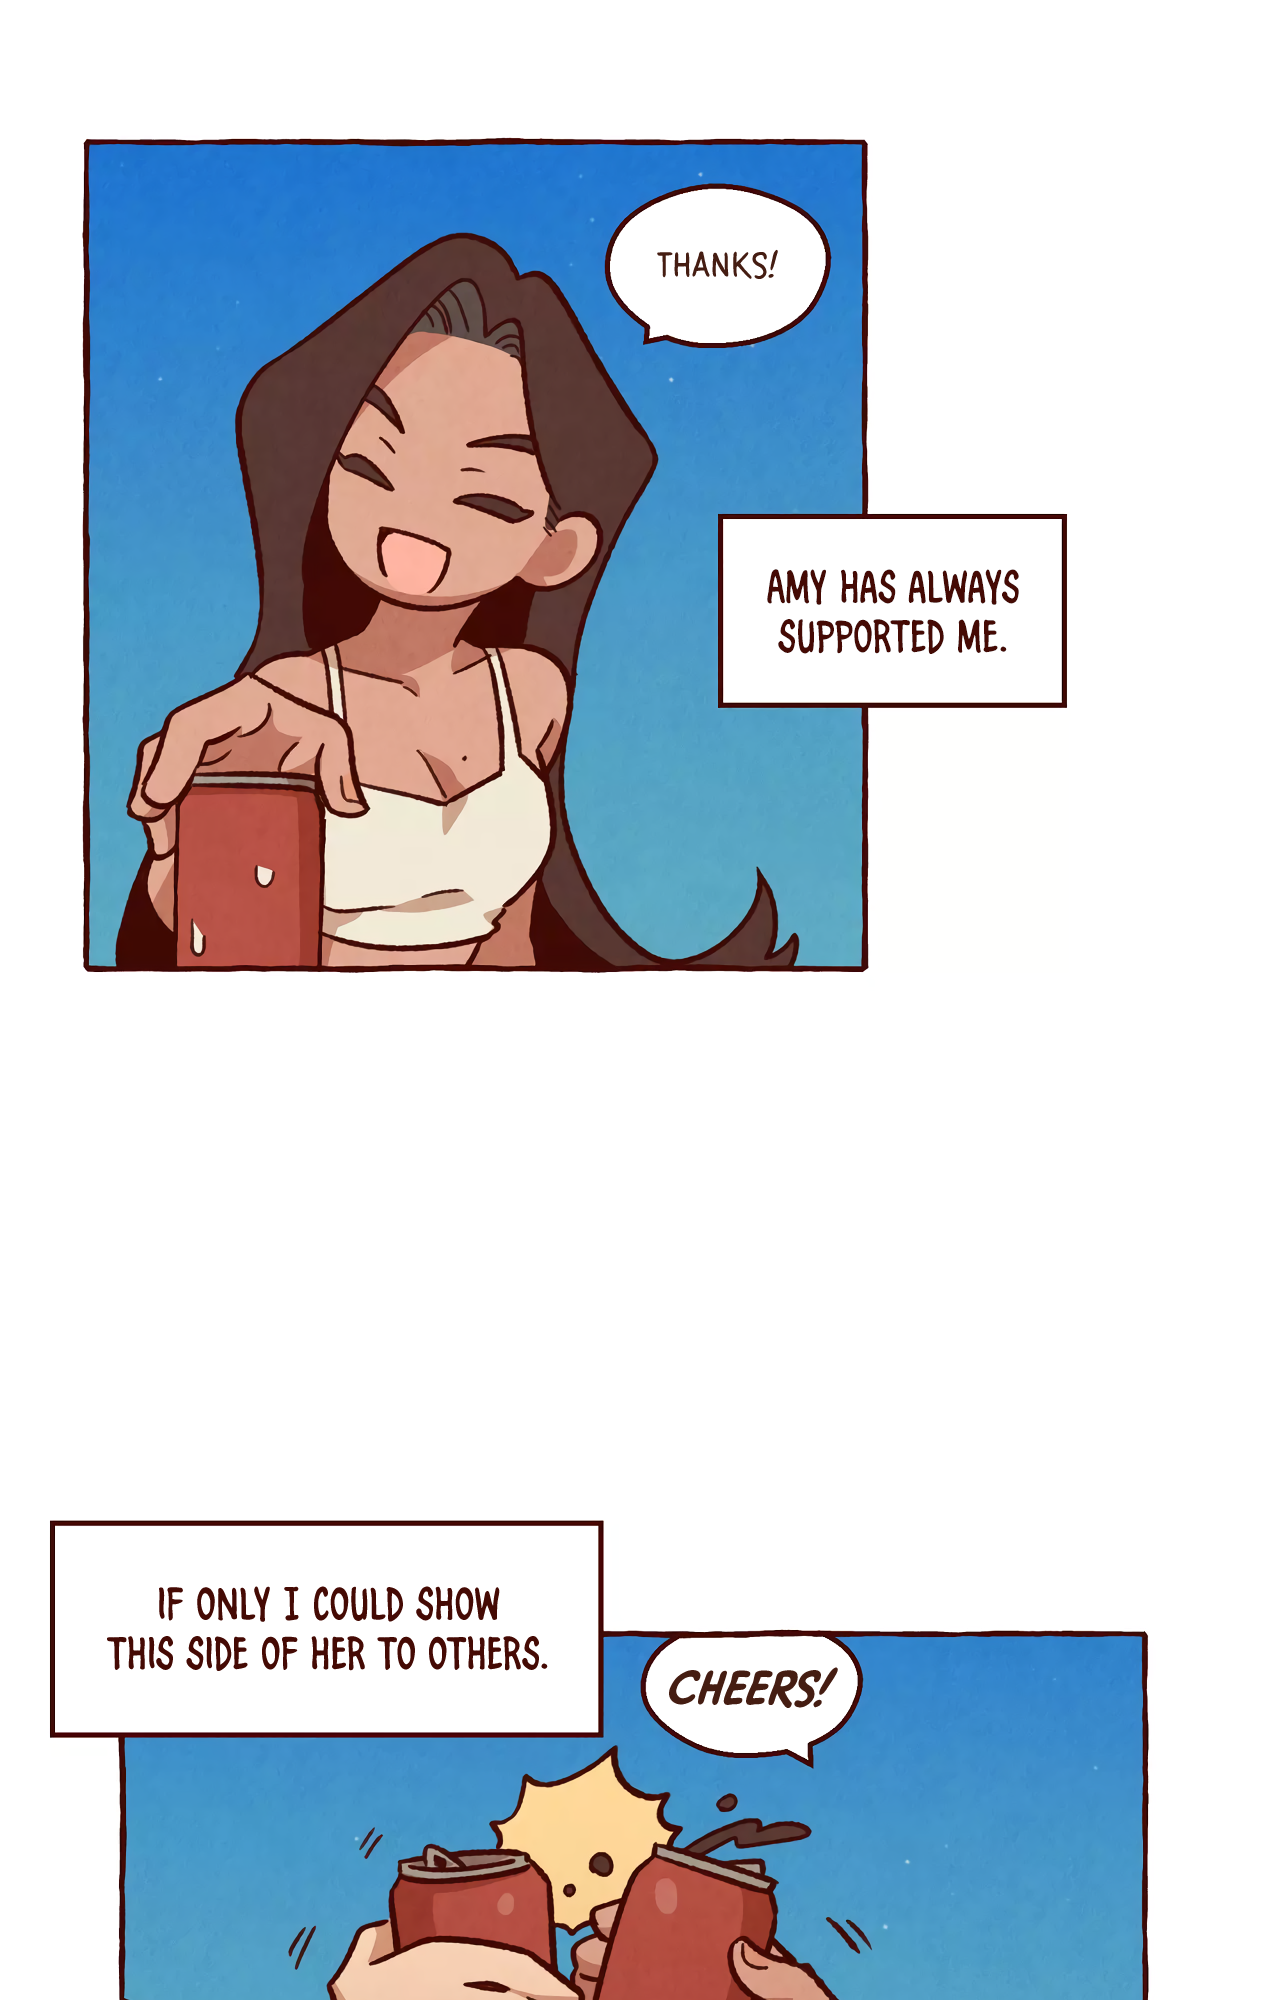 THANKS!
AMY HAS ALWAYS
SUPPORTED ME.
IF ONLY I COULD SHOW
THIS SIDE OF HER TO OTHERS.
CHEERS!